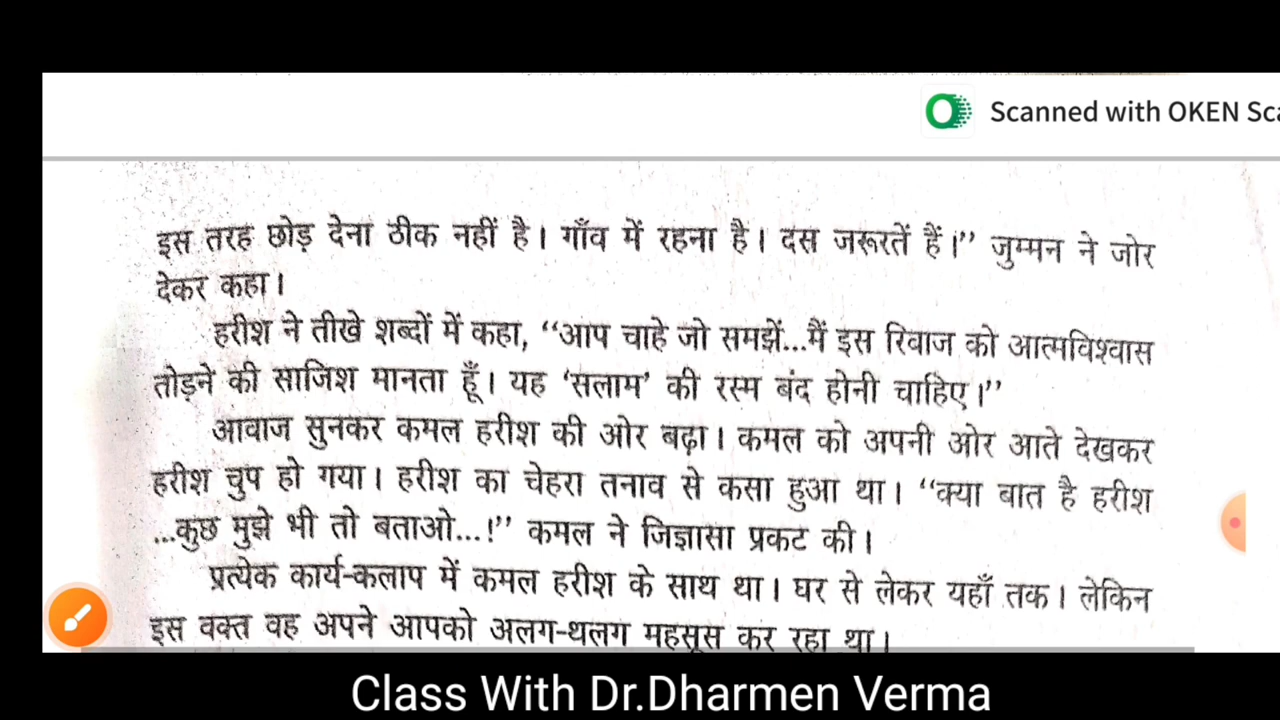 Scanned with OKEN Sca
इस तरह छोड़ देना ठीक नहीं है। गाँव में रहना है। दस जरूरतें हैं।” जुम्मन ने जोर
देकर कहा।
हरीश ने तीखे शब्दों में कहा, “आप चाहे जो समझें...मैं इस रिवाज को आत्मविश्वास
तोड़ने की साजिश मानता हूँ। यह ‘सलाम’ की रस्म बंद होनी चाहिए।”
आवाज सुनकर कमल हरीश की ओर बढ़ा। कमल को अपनी ओर आते देखकर
हरीश चुप हो गया। हरीश का चेहरा तनाव से कसा हुआ था। “क्या बात है हरीश
...कुछ मुझे भी तो बताओ...!” कमल ने जिज्ञासा प्रकट की।
प्रत्येक कार्य-कलाप में कमल हरीश के साथ था। घर से लेकर यहाँ तक। लेकिन
इस वक्त वह अपने आपको अलग-थलग महसूस कर रहा था।
Class With Dr.Dharmen Verma